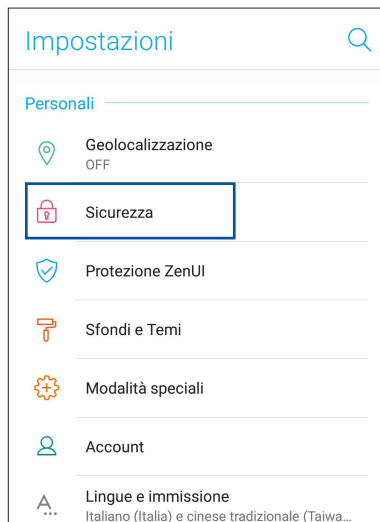 Impostazioni
Personali
Geolocalizzazione
OFF
Sicurezza
Protezione ZenUI
Sfondi e Temi
Modalità speciali
Account
Lingue e immissione
Italiano (Italia) e cinese tradizionale (Taiwa...